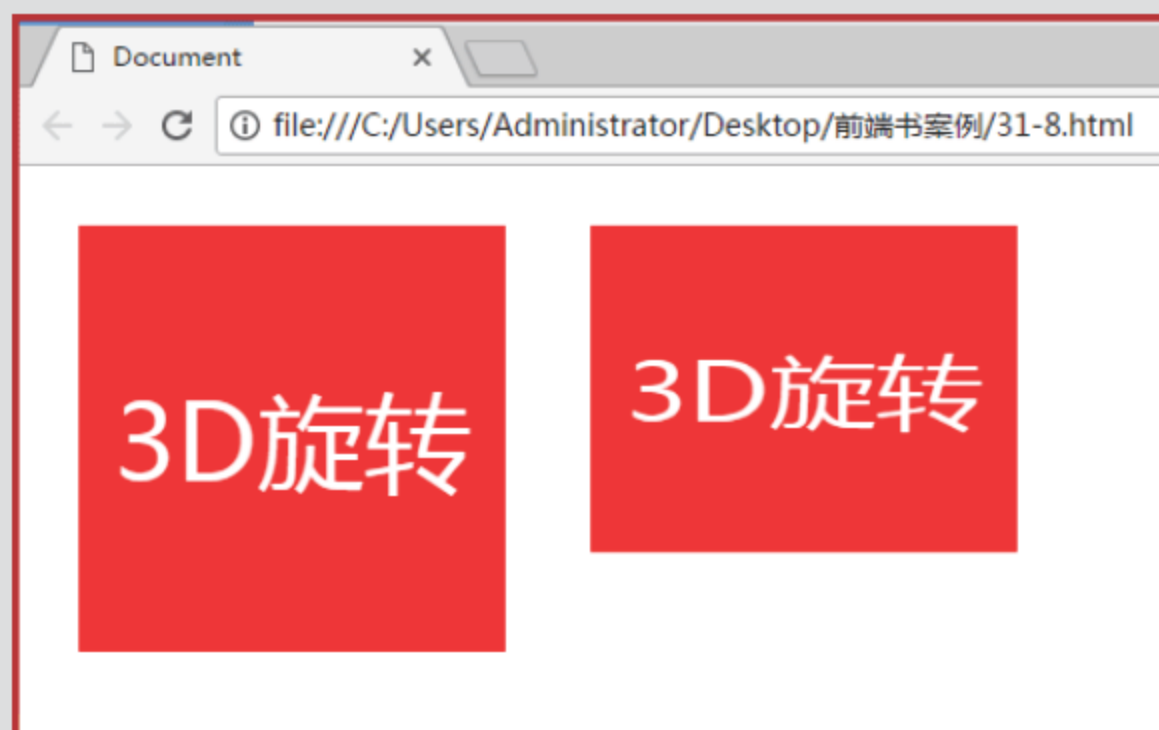 Document
file:///C:/Users/Administrator/Desktop/前端书案例/31-8.html
3D旋转
3D旋转